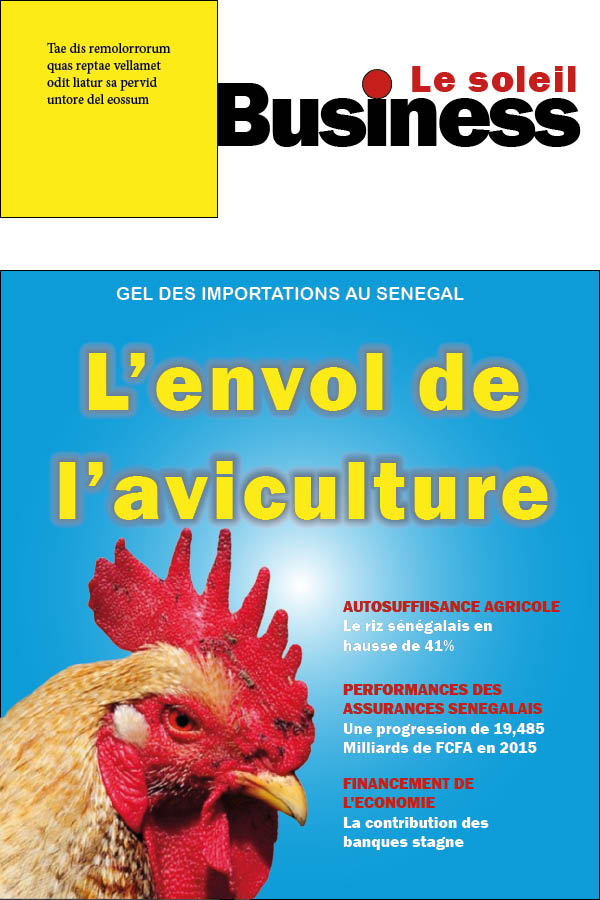 Tae dis remolorrorum
quas reptae vellamet
odit liatur sa pervid
untore del eossum
Le soleil
Business
GEL DES IMPORTATIONS AU SENEGAL
L’envol de
l’aviculture
AUTOSUFFIISANCE AGRICOLE
Le riz sénégalais en
hausse de 41%
PERFORMANCES DES
ASSURANCES SENEGALAIS
Une progression de 19,485
Milliards de FCFA en 2015
FINANCEMENT DE
L'ECONOMIE
La contribution des
banques stagne